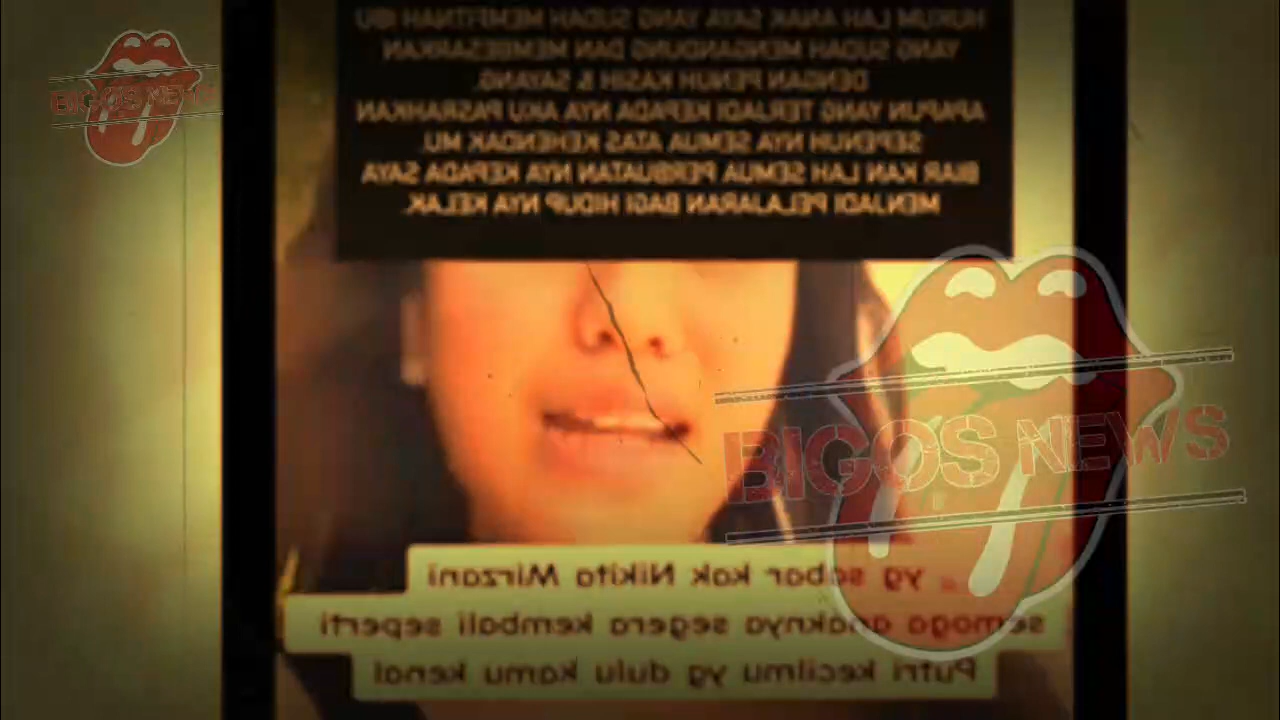 HUKUM LAH ANAK SAYA YANG SUDAH MEMFITNAH IBU
YANG SUDAH MENGANDUNG DAN MEMBESARKAN
DENGAN PENUH KASIH & SAYANG.
APAPUN YANG TERJADI KEPADA NYA AKU PASRAHKAN
SEPENUH NYA SEMUA ATAS KEHENDAK MU.
BIAR KAN LAH SEMUA PERBUATAN NYA KEPADA SAYA
MENJADI PELAJARAN BAGI HIDUP NYA KELAK.
BIGOS NEWS
BIGOS NEWS
yg sabar kak Nikita Mirzani
semoga anaknya segera kembali seperti
Putri kecilmu yg dulu kamu kenal